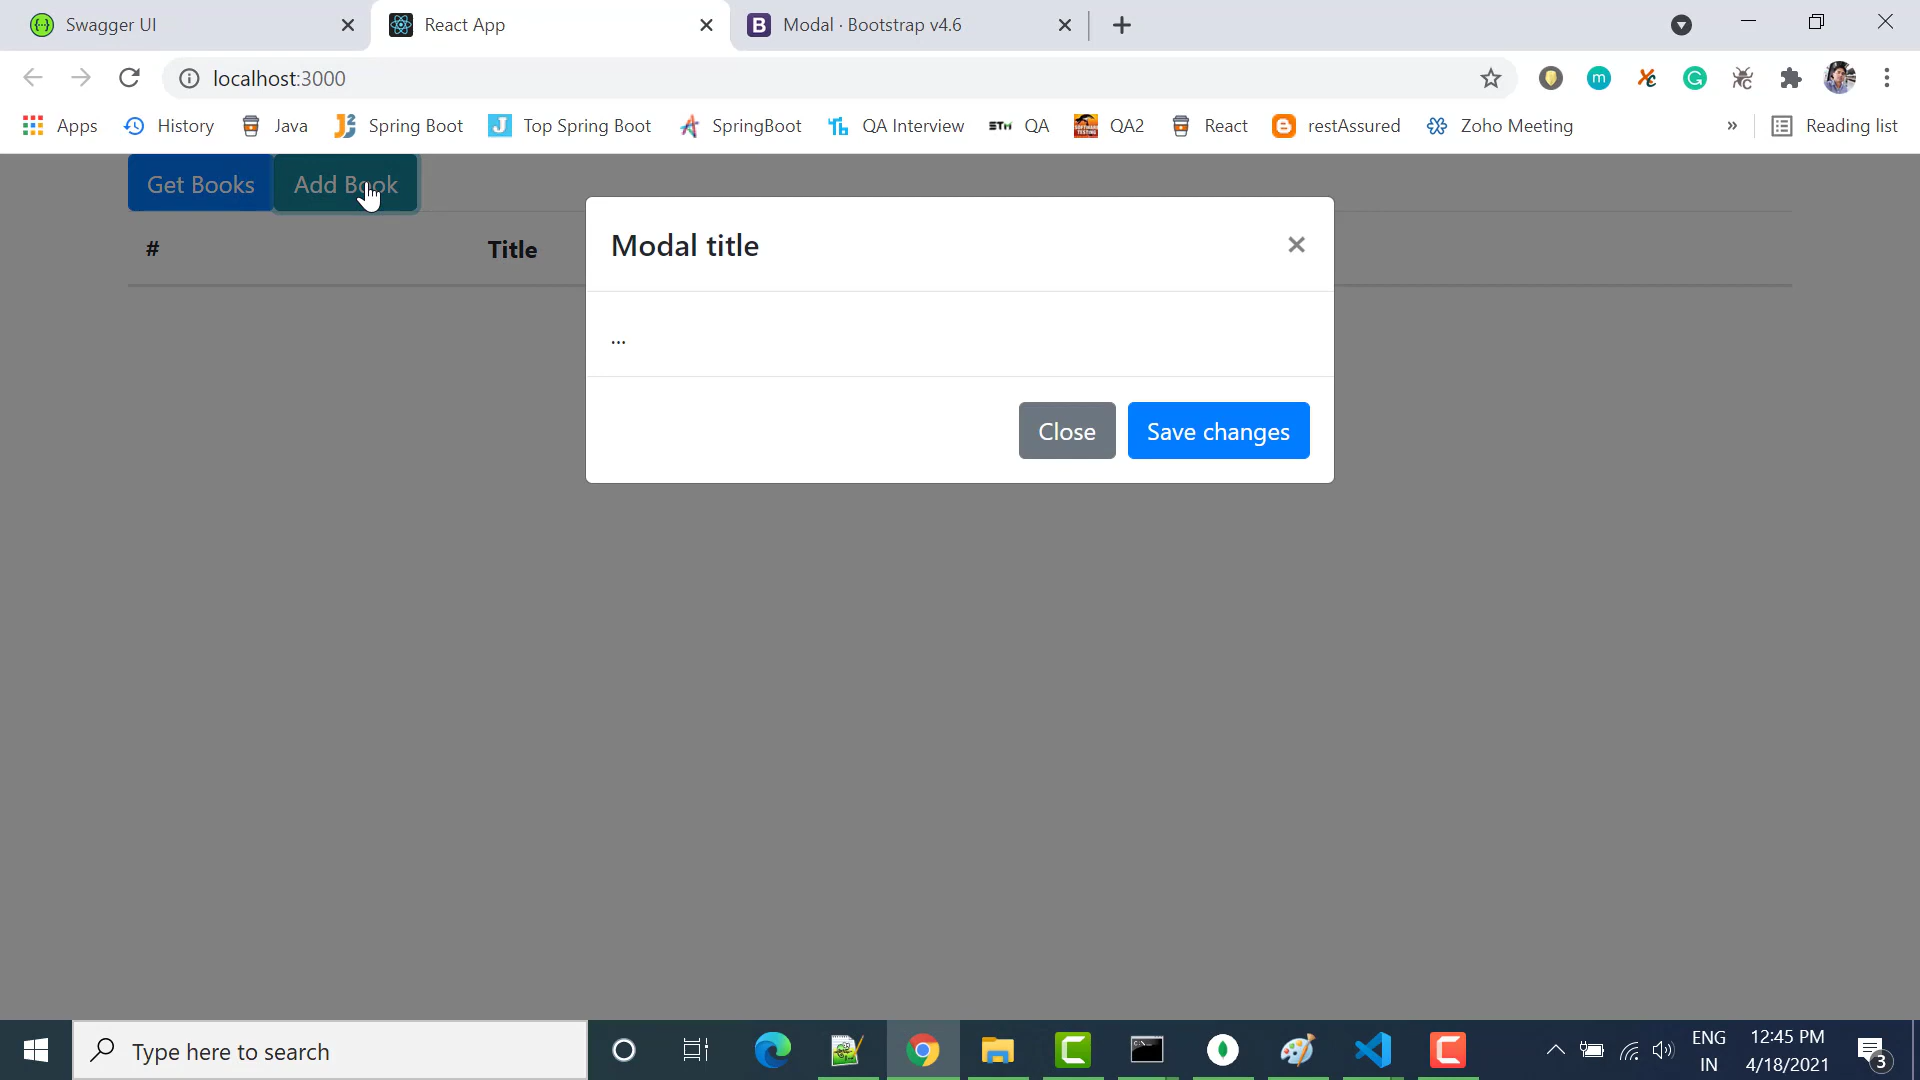 Swagger UI
React App
Modal · Bootstrap v4.6
localhost:3000
Apps History Java Spring Boot Top Spring Boot SpringBoot QA Interview QA QA2 React restAssured Zoho Meeting » Reading list
Get Books Add Book
# Title
Modal title ×
...
Close Save changes
Type here to search
ENG
IN
12:45 PM
4/18/2021
3